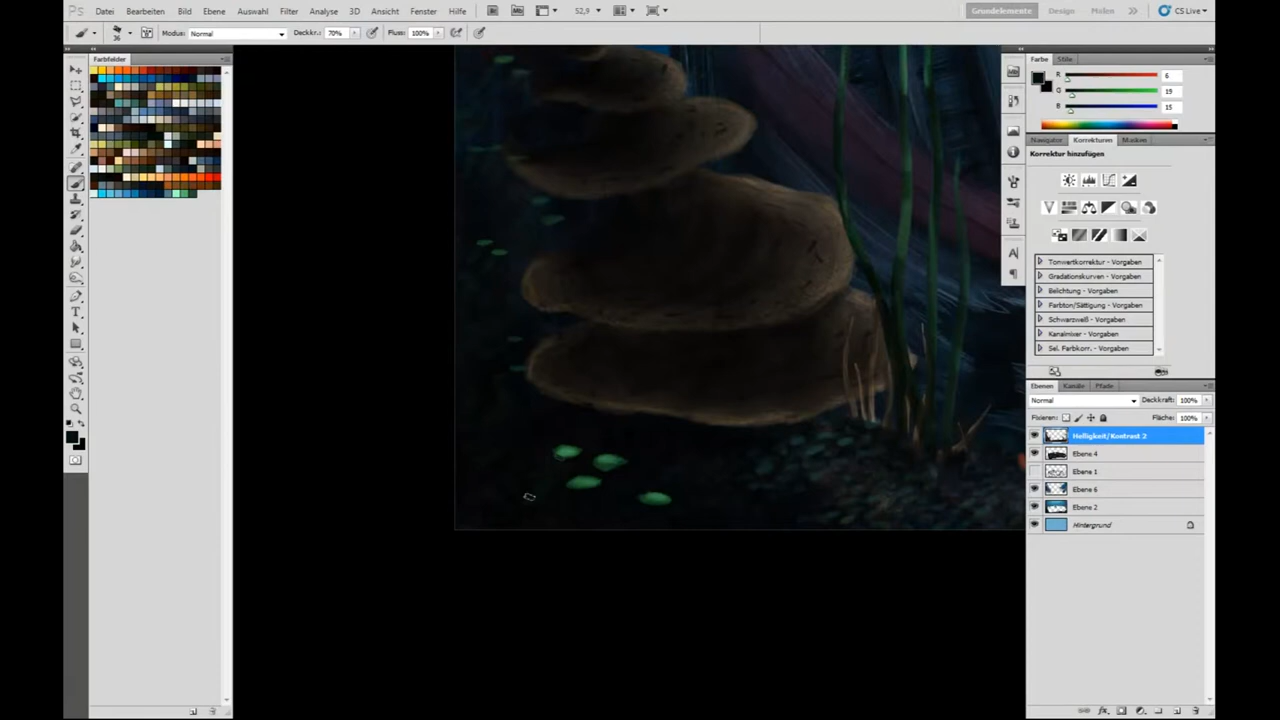 Ps Datei Bearbeiten Bild Ebene Auswahl Filter Analyse 3D Ansicht Fenster Hilfe Mb 52,9 Grundelemente Design Malen CS Live
Modus: Normal Deckkr.: 70% Fluss: 100%
Farbfelder
Farbe Stile
R 6
G 19
B 15
Navigator Korrekturen Masken
Korrektur hinzufügen
Tonwertkorrektur - Vorgaben
Gradationskurven - Vorgaben
Belichtung - Vorgaben
Farbton/Sättigung - Vorgaben
Schwarzweiß - Vorgaben
Kanalmixer - Vorgaben
Sel. Farbkorr. - Vorgaben
Ebenen Kanäle Pfade
Normal Deckkraft: 100%
Fixieren: Fläche: 100%
Helligkeit/Kontrast 2
Ebene 4
Ebene 1
Ebene 6
Ebene 2
Hintergrund